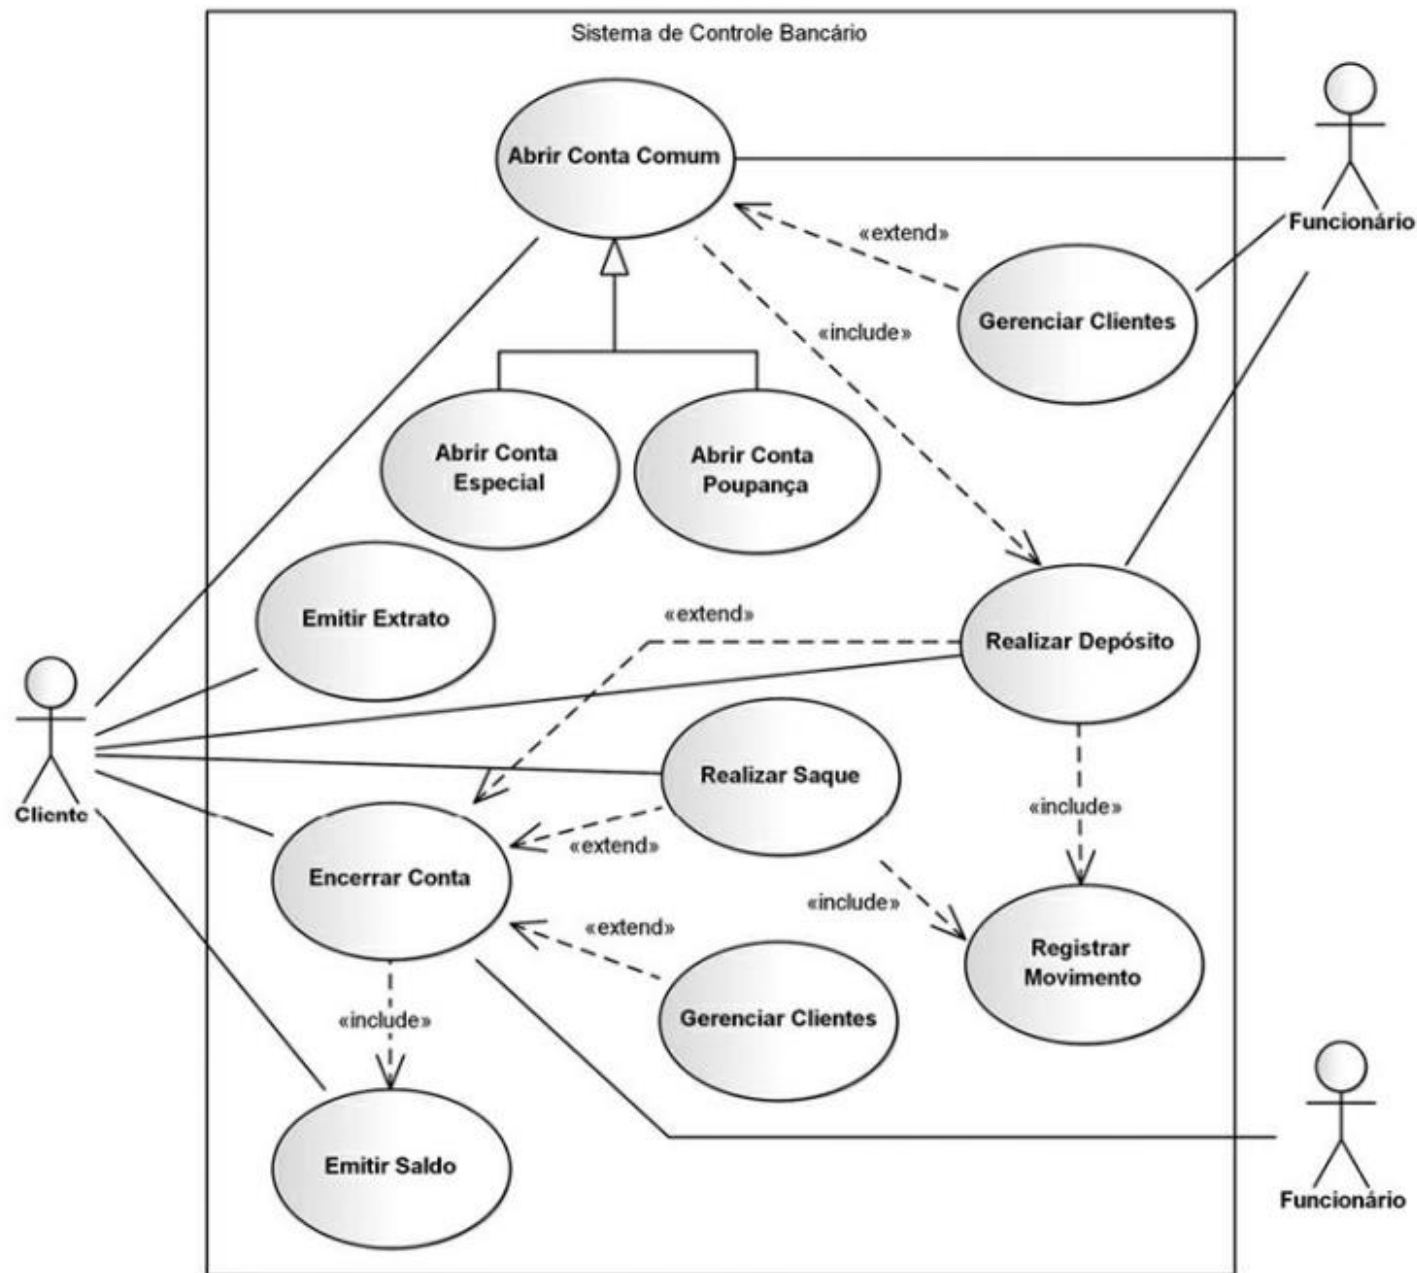 Sistema de Controle Bancário
Abrir Conta Comum
Funcionário
«extend»
Gerenciar Clientes
«include»
Abrir Conta
Especial
Abrir Conta
Poupança
Emitir Extrato
«extend»
Realizar Depósito
Realizar Saque
Cliente
«include»
«extend»
Encerrar Conta
«include»
«extend»
Registrar
Movimento
Gerenciar Clientes
«include»
Emitir Saldo
Funcionário